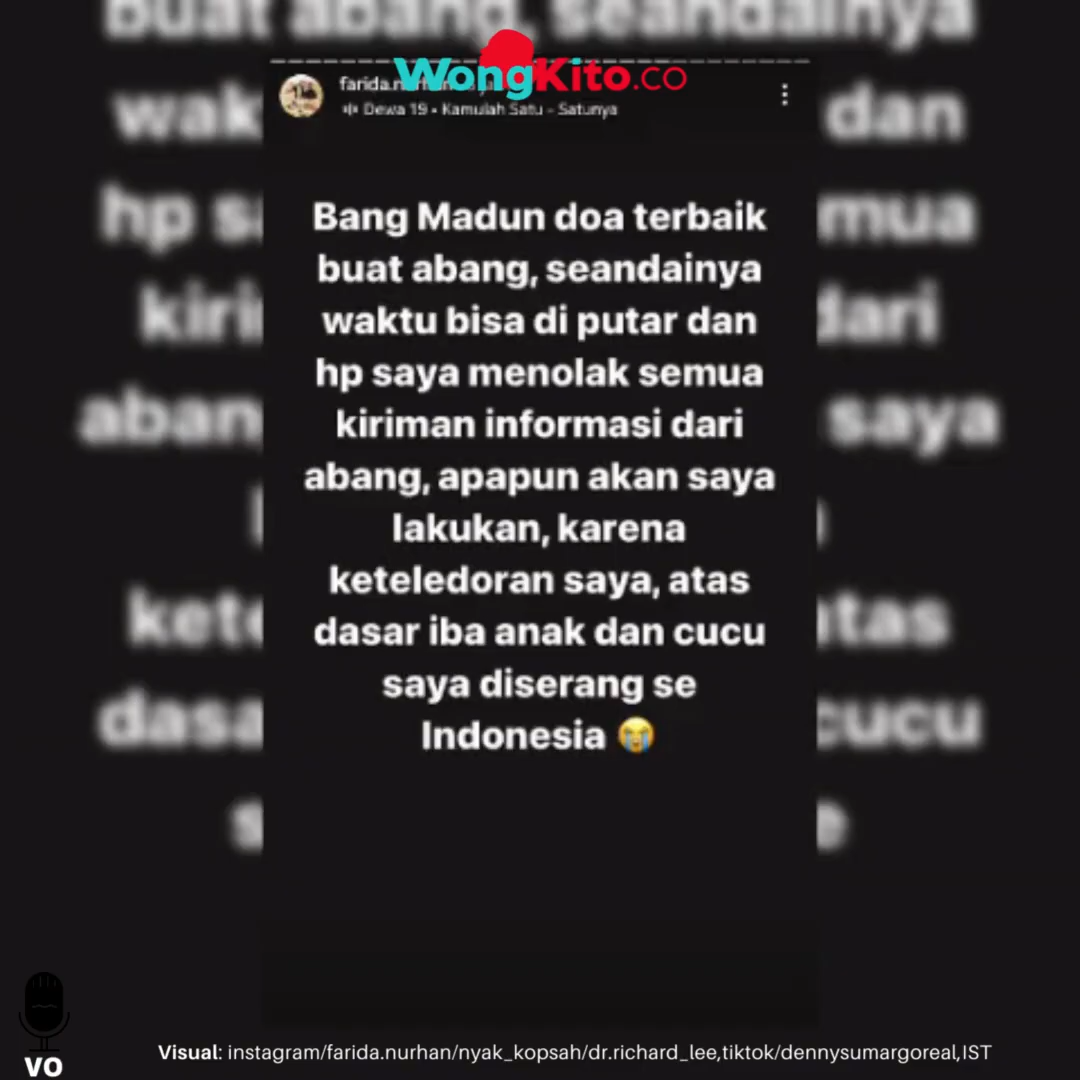 WongKito.co
Dewa 19 • Kamulah Satu - Satunya
Bang Madun doa terbaik
buat abang, seandainya
waktu bisa di putar dan
hp saya menolak semua
kiriman informasi dari
abang, apapun akan saya
lakukan, karena
keteledoran saya, atas
dasar iba anak dan cucu
saya diserang se
Indonesia 😭
VO
Visual: instagram/farida.nurhan/nyak_kopsah/dr.richard_lee,tiktok/dennysumargoreal,IST